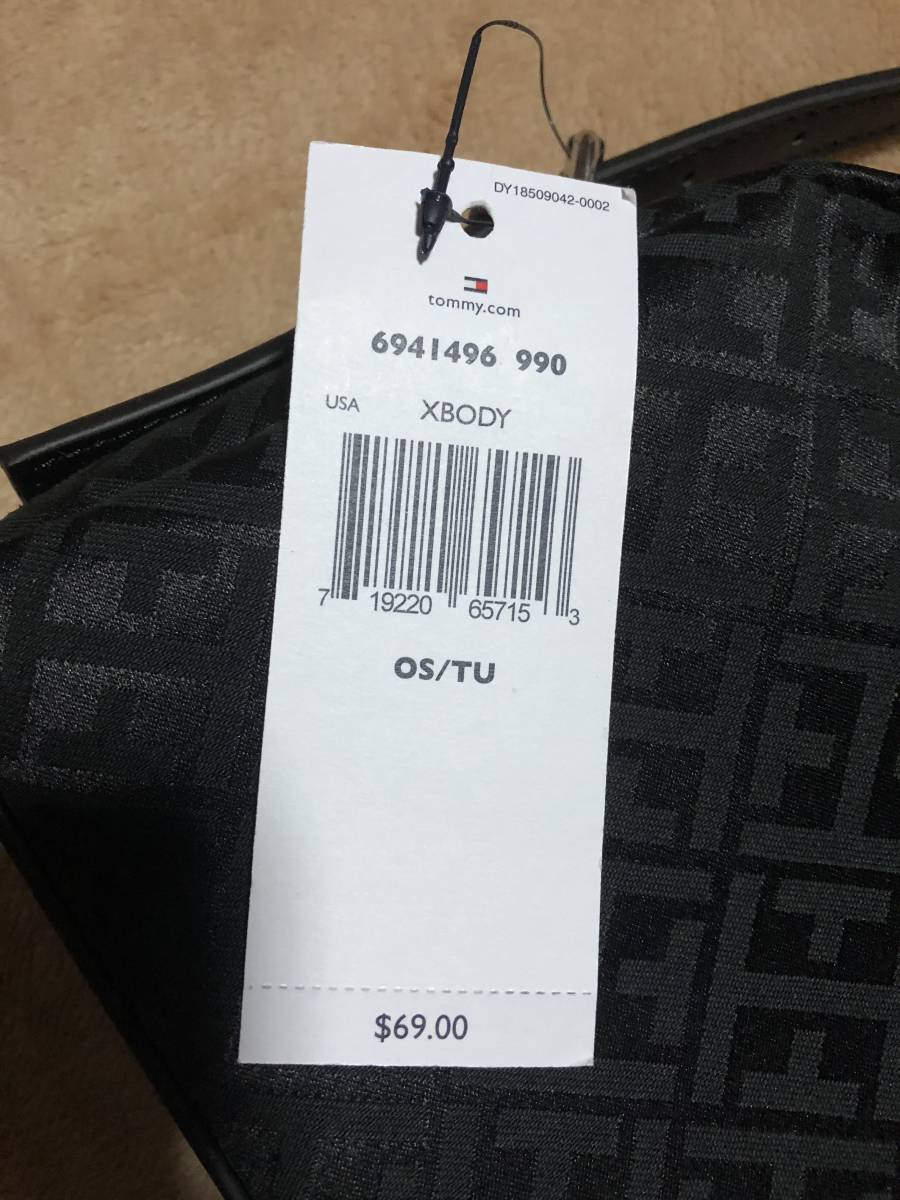 DY18509042-0002
tommy.com
6941496 990
USA XBODY
7 19220 65715 3
OS/TU
$69.00